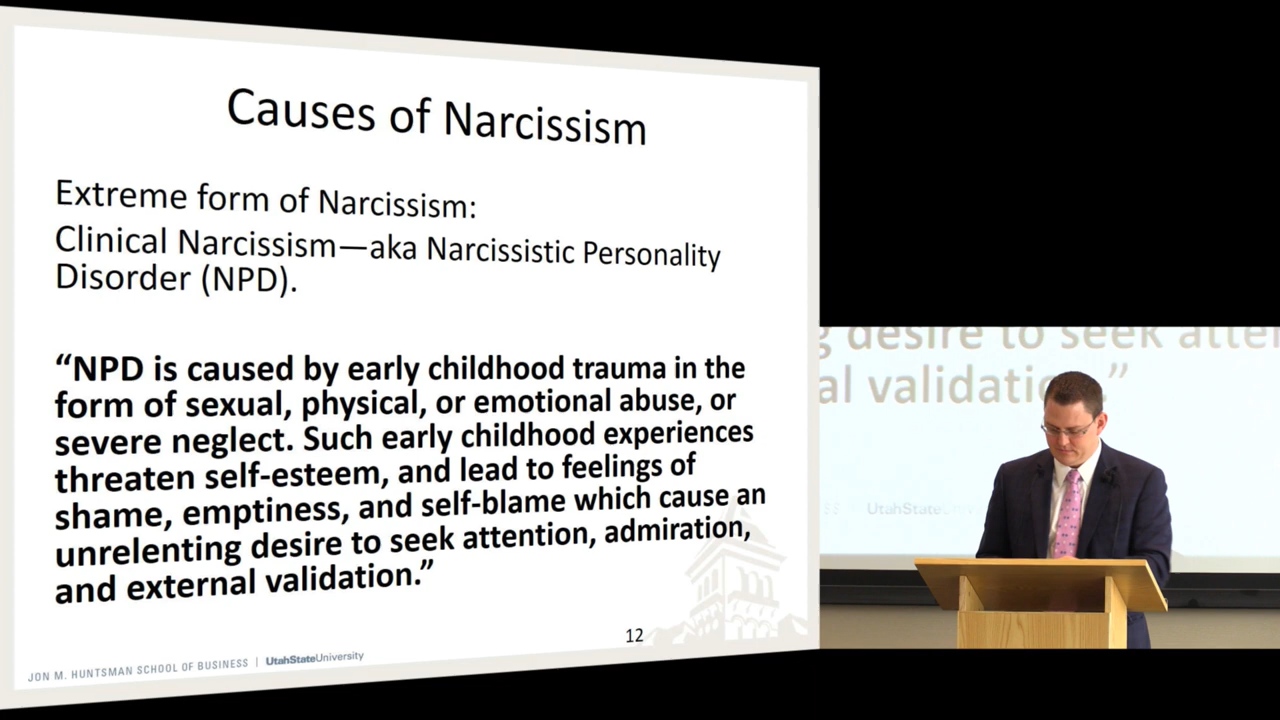 Causes of Narcissism
Extreme form of Narcissism:
Clinical Narcissism—aka Narcissistic Personality
Disorder (NPD).
“NPD is caused by early childhood trauma in the
form of sexual, physical, or emotional abuse, or
severe neglect. Such early childhood experiences
threaten self-esteem, and lead to feelings of
shame, emptiness, and self-blame which cause an
unrelenting desire to seek attention, admiration,
and external validation.”
12
JON M. HUNTSMAN SCHOOL OF BUSINESS | UtahStateUniversity
desire to seek
al